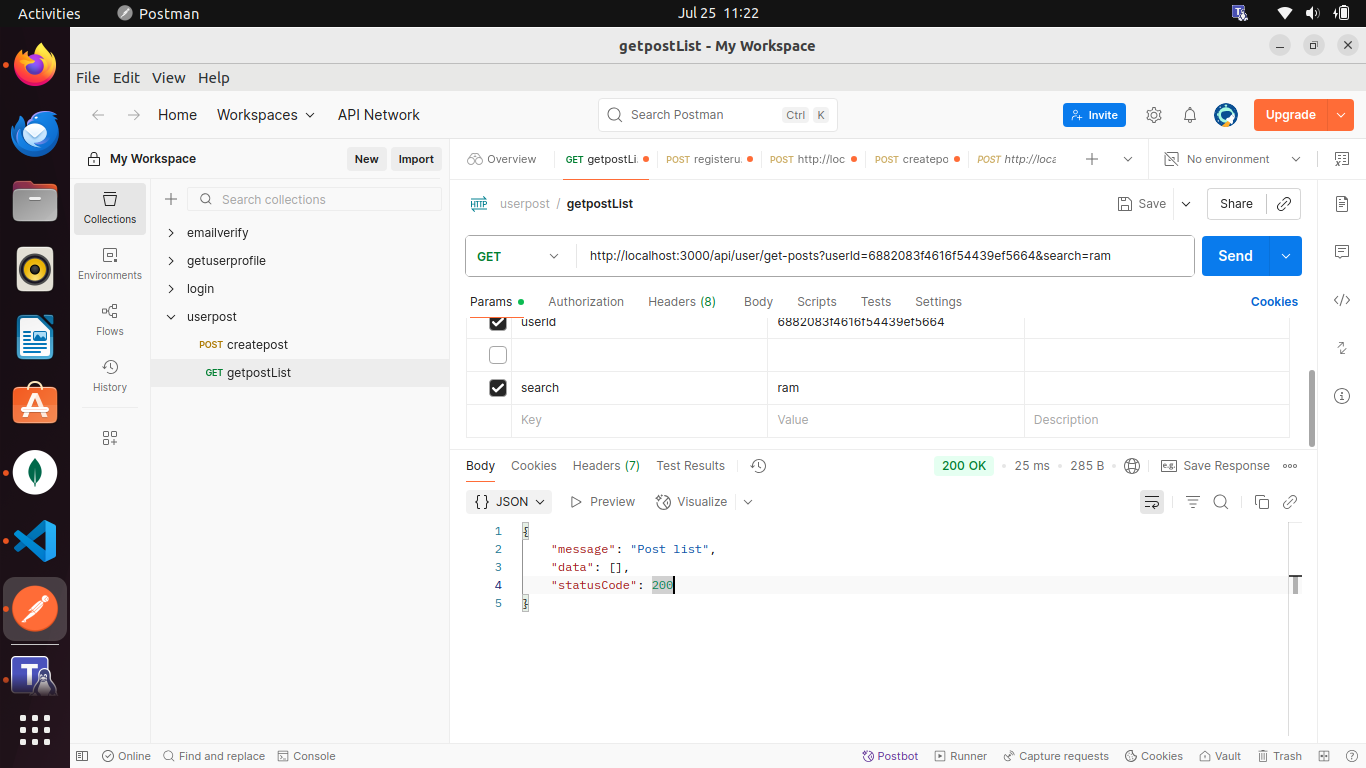 Activities Postman Jul 25 11:22
getpostList - My Workspace
File Edit View Help
Home Workspaces API Network Search Postman Ctrl K Invite Upgrade
My Workspace New Import Overview GET getpostLi. POST registeru. POST http://loc POST createpo POST http://loca No environment
Collections
Environments
Flows
History
Search collections
emailverify
getuserprofile
login
userpost
POST createpost
GET getpostList
HTTP userpost / getpostList Save Share
GET http://localhost:3000/api/user/get-posts?userId=6882083f4616f54439ef5664&search=ram Send
Params Authorization Headers (8) Body Scripts Tests Settings Cookies
userId 6882083f4616f54439ef5664
search ram
Key Value Description
Body Cookies Headers (7) Test Results 200 OK 25 ms 285 B e.g. Save Response
{} JSON Preview Visualize
1 {
2 "message": "Post list",
3 "data": [],
4 "statusCode": 200
5 }
Online Find and replace Console Postbot Runner Capture requests Cookies Vault Trash